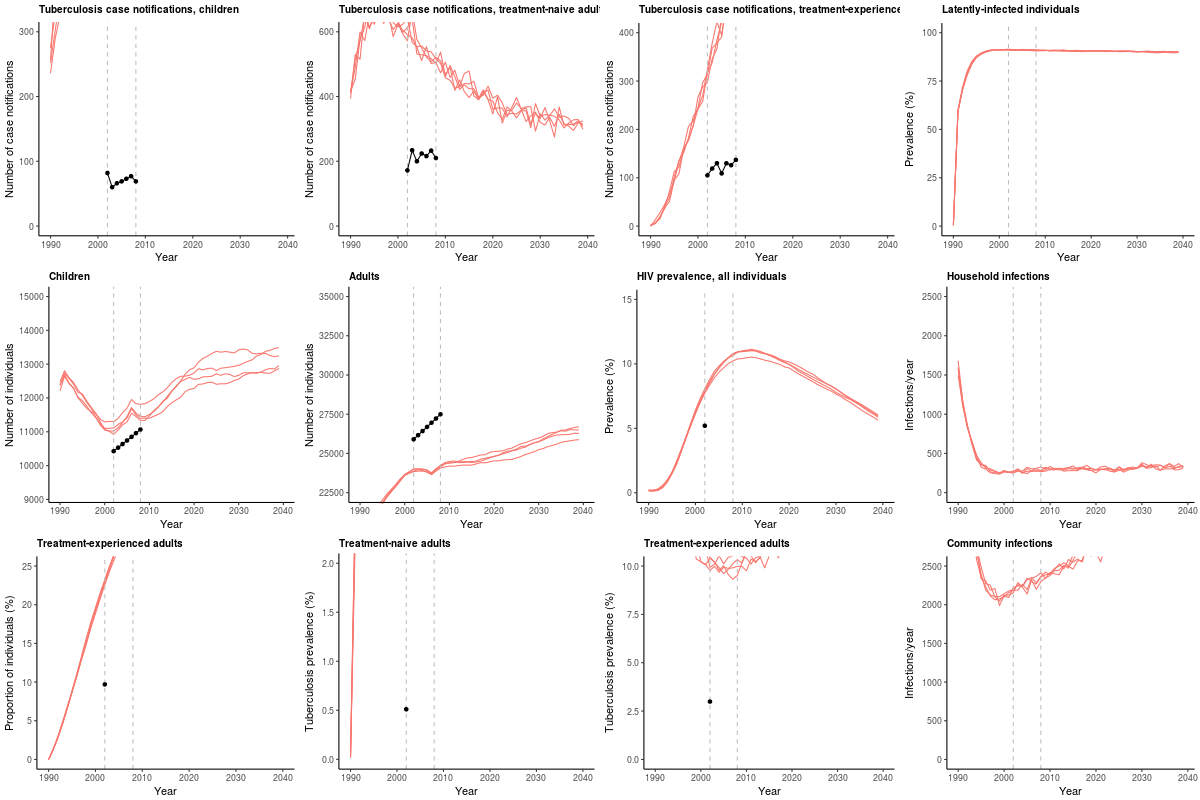 Tuberculosis case notifications, children
Number of case notifications
300
200
100
0
1990 2000 2010 2020 2030 2040
Year
Tuberculosis case notifications, treatment-naive adul
Number of case notifications
600
400
200
0
1990 2000 2010 2020 2030 2040
Year
Tuberculosis case notifications, treatment-experience
Number of case notifications
400
300
200
100
0
1990 2000 2010 2020 2030 2040
Year
Latently-infected individuals
Prevalence (%)
100
75
50
25
0
1990 2000 2010 2020 2030 2040
Year
Children
Number of individuals
15000
14000
13000
12000
11000
10000
9000
1990 2000 2010 2020 2030 2040
Year
Adults
Number of individuals
35000
32500
30000
27500
25000
22500
1990 2000 2010 2020 2030 2040
Year
HIV prevalence, all individuals
Prevalence (%)
15
10
5
0
1990 2000 2010 2020 2030 2040
Year
Household infections
Infections/year
2500
2000
1500
1000
500
0
1990 2000 2010 2020 2030 2040
Year
Treatment-experienced adults
Proportion of individuals (%)
25
20
15
10
5
0
1990 2000 2010 2020 2030 2040
Year
Treatment-naive adults
Tuberculosis prevalence (%)
2.0
1.5
1.0
0.5
0.0
1990 2000 2010 2020 2030 2040
Year
Treatment-experienced adults
Tuberculosis prevalence (%)
10.0
7.5
5.0
2.5
0.0
1990 2000 2010 2020 2030 2040
Year
Community infections
Infections/year
2500
2000
1500
1000
500
0
1990 2000 2010 2020 2030 2040
Year